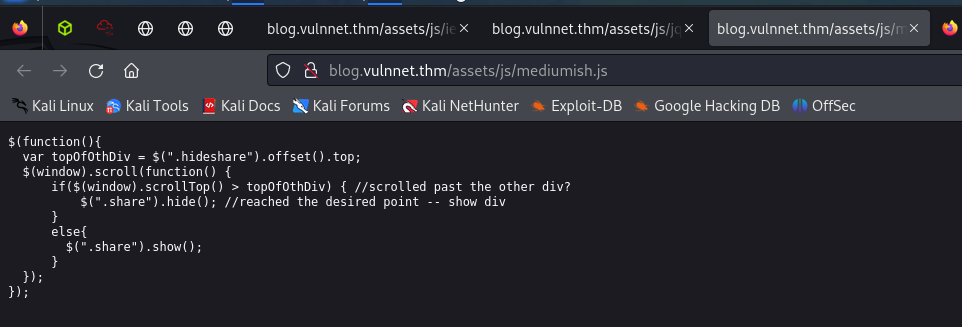 blog.vulnnet.thm/assets/js/ie
blog.vulnnet.thm/assets/js/jq
blog.vulnnet.thm/assets/js/m
blog.vulnnet.thm/assets/js/mediumish.js
Kali Linux Kali Tools Kali Docs Kali Forums Kali NetHunter Exploit-DB Google Hacking DB OffSec
$(function(){
  var topOfOthDiv = $(".hideshare").offset().top;
  $(window).scroll(function() {
      if($(window).scrollTop() > topOfOthDiv) { //scrolled past the other div?
          $(".share").hide(); //reached the desired point -- show div
      }
      else{
        $(".share").show();
      }
  });
});